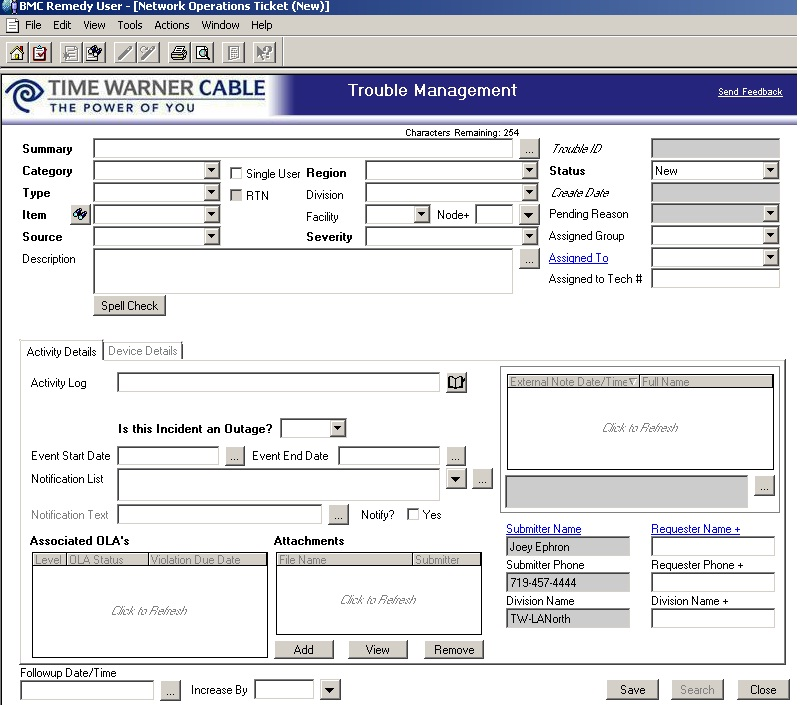 BMC Remedy User - [Network Operations Ticket (New)]
File Edit View Tools Actions Window Help
TIME WARNER CABLE
THE POWER OF YOU
Trouble Management
Send Feedback
Characters Remaining: 254
Summary ... Trouble ID
Category Single User Region Status New
Type RTN Division Create Date
Item Facility Node+ Pending Reason
Source Severity Assigned Group
Description ... Assigned To
Assigned to Tech #
Spell Check
Activity Details Device Details
Activity Log
External Note Date/Time Full Name
Click to Refresh
Is this Incident an Outage?
Event Start Date ... Event End Date ...
Notification List ...
...
Notification Text ... Notify? Yes
Associated OLA's
Level OLA Status Violation Due Date
Click to Refresh
Attachments
File Name Submitter
Click to Refresh
Add View Remove
Submitter Name Requester Name +
Joey Ephron
Submitter Phone Requester Phone +
719-457-4444
Division Name Division Name +
TW-LANorth
Followup Date/Time
... Increase By
Save Search Close